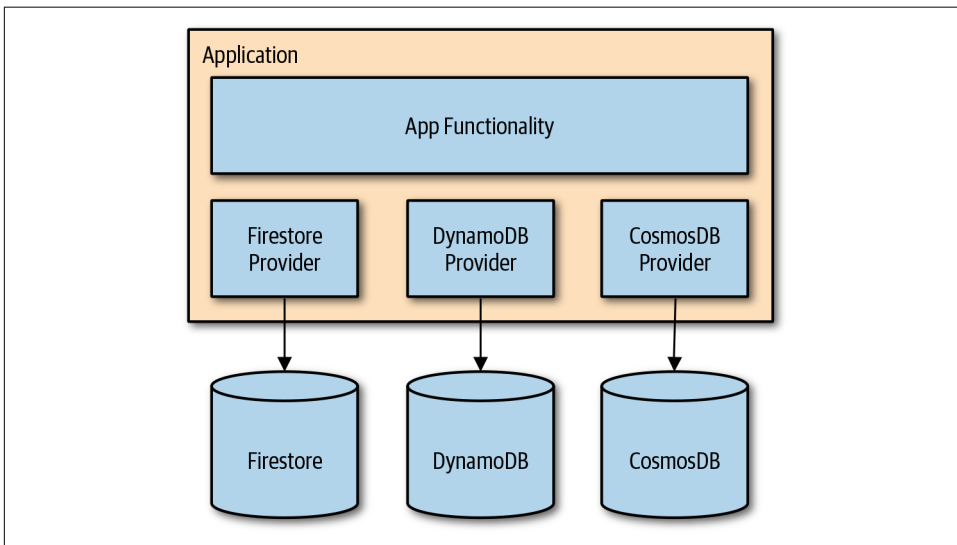 Application
App Functionality
Firestore
Provider
DynamoDB
Provider
CosmosDB
Provider
Firestore
DynamoDB
CosmosDB